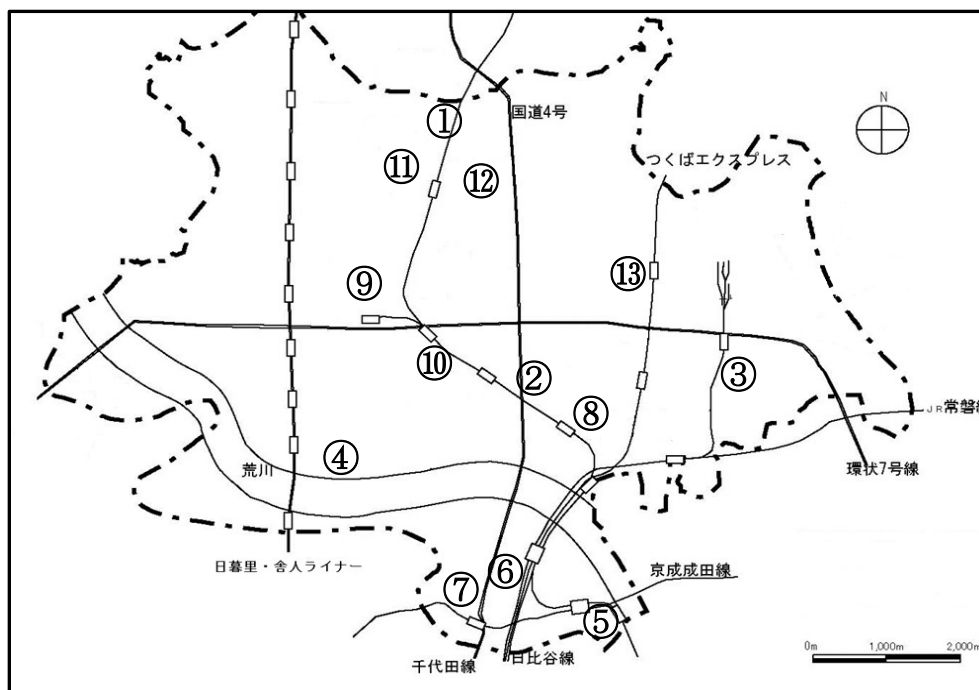 N
①
国道4号
⑪
⑫
つくばエクスプレス
⑬
⑨
⑩
②
③
⑧
JR常磐線
④
荒川
環状7号線
日暮里・舎人ライナー
⑥
京成成田線
⑦
⑤
千代田線
日比谷線
0m
1,000m
2,000m